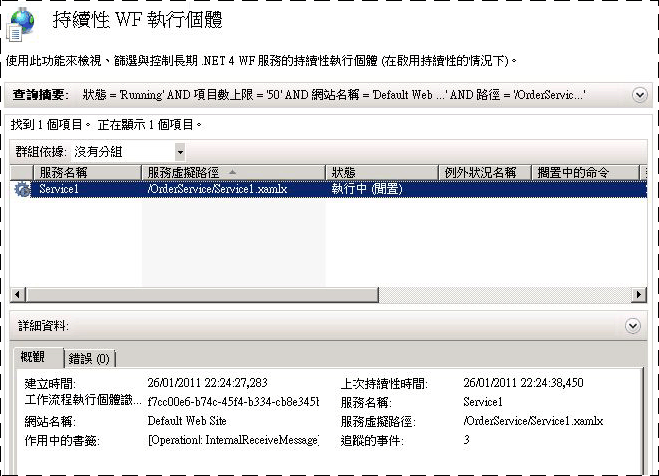 持續性 WF 執行個體
使用此功能來檢視、篩選與控制長期 .NET 4 WF 服務的持續性執行個體 (在啟用持續性的情況下)。
查詢摘要: 狀態 = 'Running' AND 項目數上限 = '50' AND 網站名稱 = 'Default Web ...' AND 路徑 = '/OrderServic...'
找到 1 個項目。 正在顯示 1 個項目。
群組依據: 沒有分組
服務名稱 服務虛擬路徑 狀態 例外狀況名稱 擱置中的命令
Service1 /OrderService/Service1.xamlx 執行中 (閒置)
詳細資料:
概觀 錯誤 (0)
建立時間: 26/01/2011 22:24:27,283 上次持續性時間: 26/01/2011 22:24:38,450
工作流程執行個體識... f7cc00e6-b74c-45f4-b334-cb8e345b 服務名稱: Service1
網站名稱: Default Web Site 服務虛擬路徑: /OrderService/Service1.xamlx
作用中的書籤: [Operation1: InternalReceiveMessage] 追蹤的事件: 3